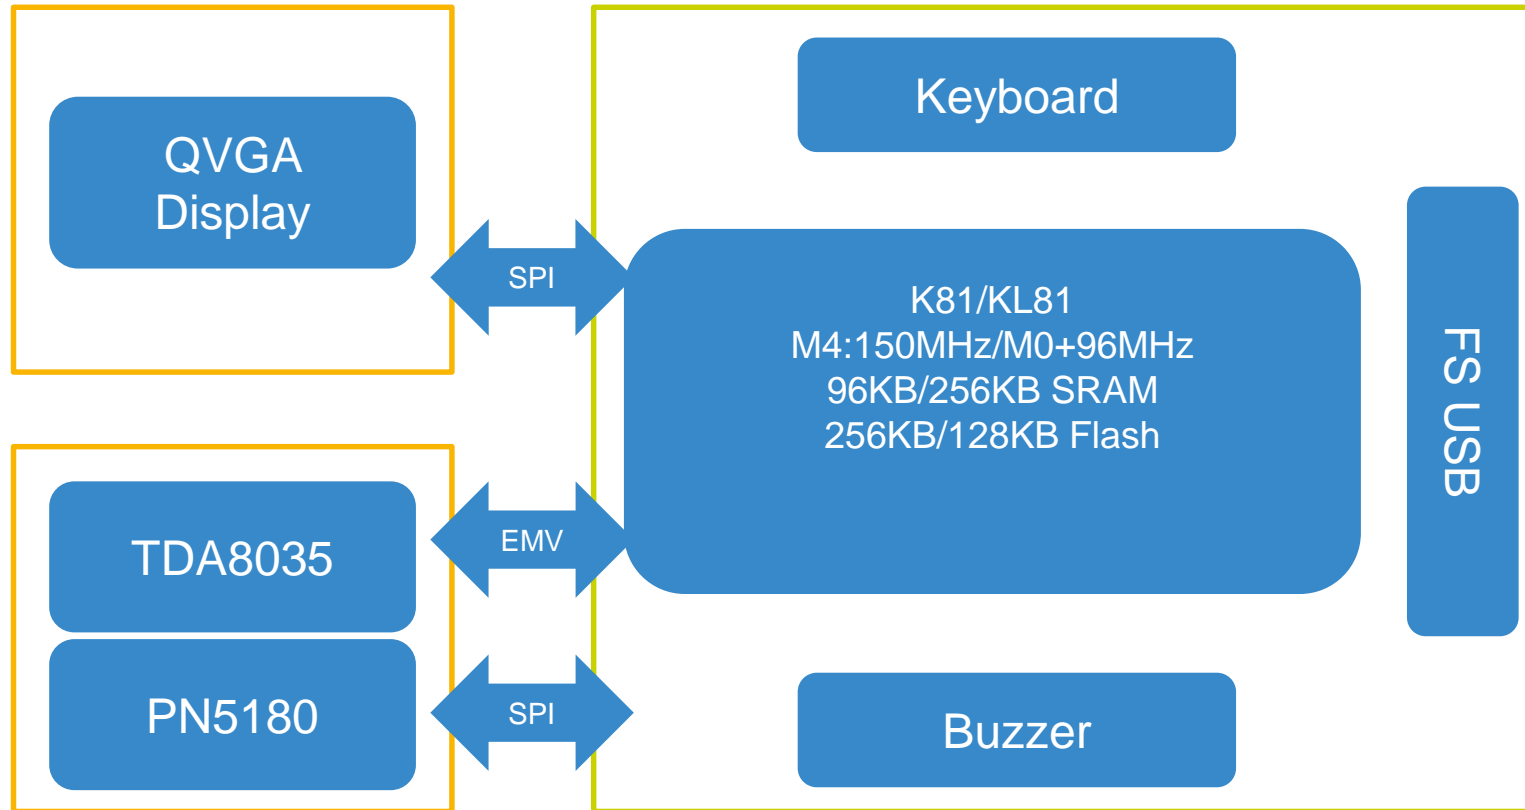 QVGA
Display
SPI
Keyboard
K81/KL81
M4:150MHz/M0+96MHz
96KB/256KB SRAM
256KB/128KB Flash
FS USB
TDA8035
EMV
PN5180
SPI
Buzzer